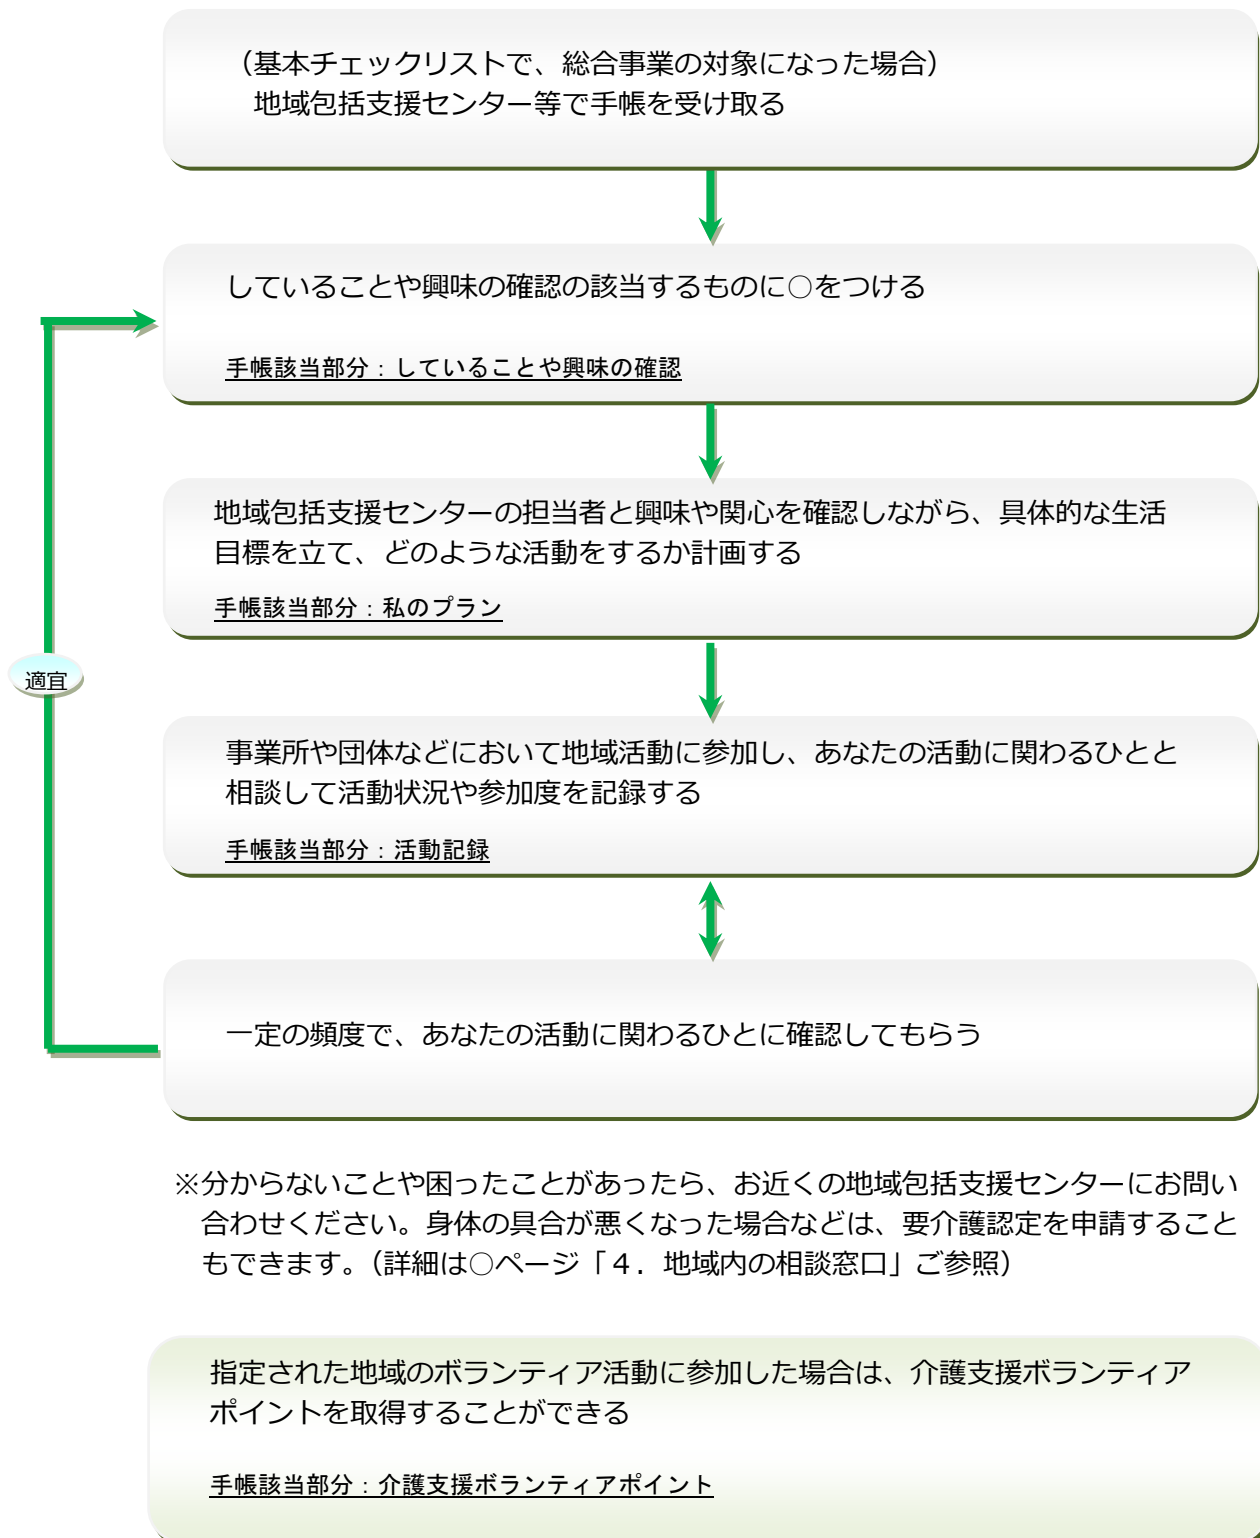 （基本チェックリストで、総合事業の対象になった場合）
地域包括支援センター等で手帳を受け取る
していることや興味の確認の該当するものに○をつける
手帳該当部分：していることや興味の確認
地域包括支援センターの担当者と興味や関心を確認しながら、具体的な生活
目標を立て、どのような活動をするか計画する
手帳該当部分：私のプラン
適宜
事業所や団体などにおいて地域活動に参加し、あなたの活動に関わるひとと
相談して活動状況や参加度を記録する
手帳該当部分：活動記録
一定の頻度で、あなたの活動に関わるひとに確認してもらう
※分からないことや困ったことがあったら、お近くの地域包括支援センターにお問い
合わせください。身体の具合が悪くなった場合などは、要介護認定を申請すること
もできます。（詳細は○ページ「４．地域内の相談窓口」ご参照）
指定された地域のボランティア活動に参加した場合は、介護支援ボランティア
ポイントを取得することができる
手帳該当部分：介護支援ボランティアポイント